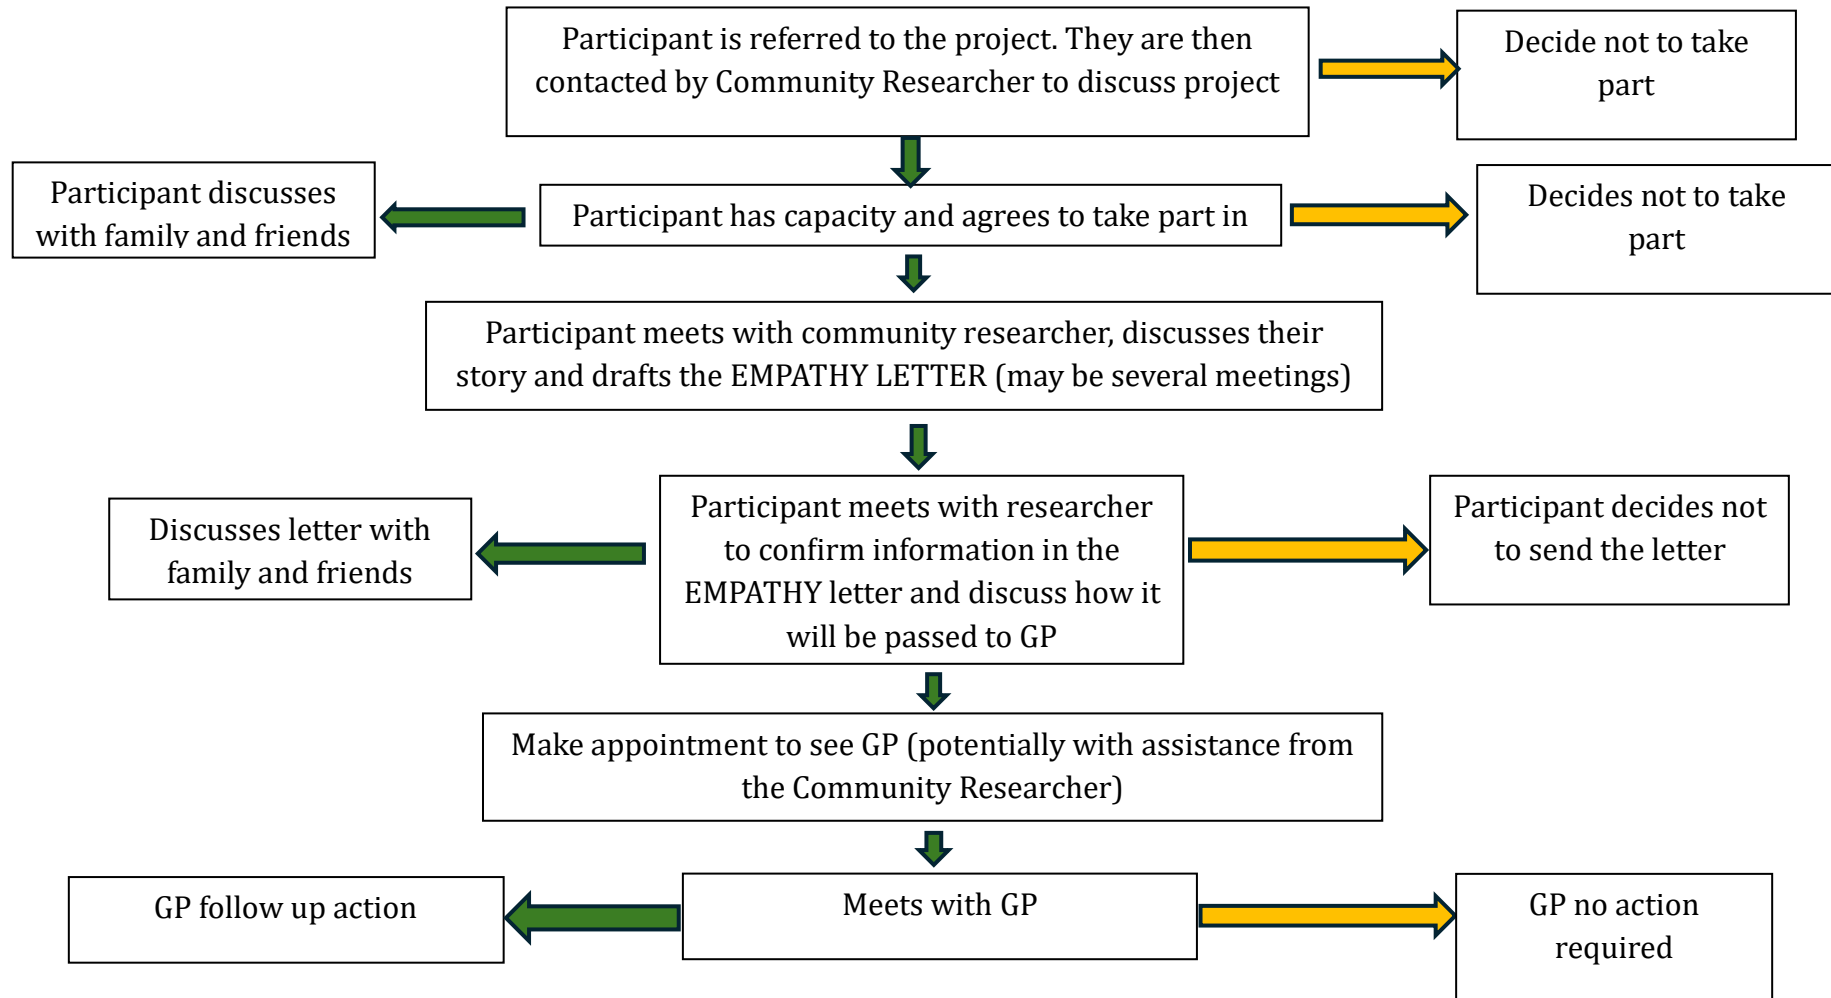 Participant is referred to the project. They are then
contacted by Community Researcher to discuss project
Decide not to take
part
Participant discusses
with family and friends
Participant has capacity and agrees to take part in
Decides not to take
part
Participant meets with community researcher, discusses their
story and drafts the EMPATHY LETTER (may be several meetings)
Discusses letter with
family and friends
Participant meets with researcher
to confirm information in the
EMPATHY letter and discuss how it
will be passed to GP
Participant decides not
to send the letter
Make appointment to see GP (potentially with assistance from
the Community Researcher)
GP follow up action
Meets with GP
GP no action
required